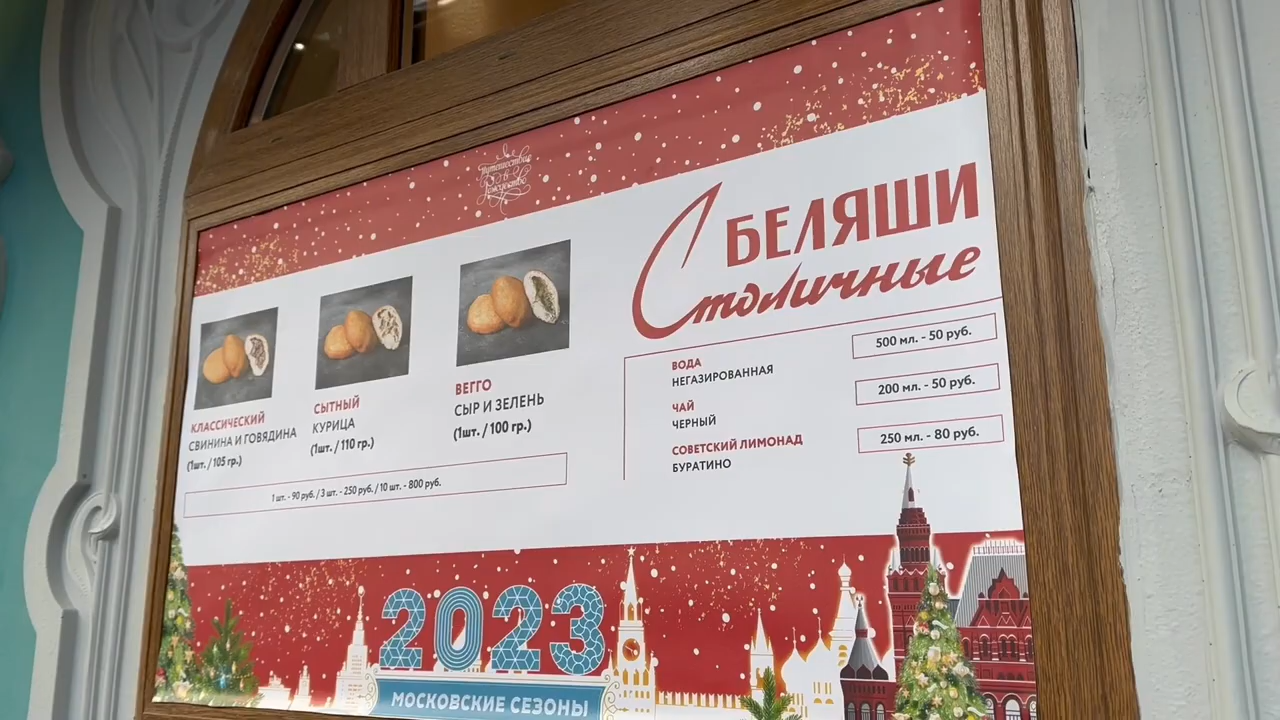 Путешествие
в
Рождество
БЕЛЯШИ
Столичные
КЛАССИЧЕСКИЙ
СВИНИНА И ГОВЯДИНА
(1шт. / 105 гр.)
СЫТНЫЙ
КУРИЦА
(1шт. / 110 гр.)
ВЕГГО
СЫР И ЗЕЛЕНЬ
(1шт. / 100 гр.)
1 шт. - 90 руб. / 3 шт. - 250 руб. / 10 шт. - 800 руб.
ВОДА
НЕГАЗИРОВАННАЯ
500 мл. - 50 руб.
ЧАЙ
ЧЕРНЫЙ
200 мл. - 50 руб.
СОВЕТСКИЙ ЛИМОНАД
БУРАТИНО
250 мл. - 80 руб.
2023
МОСКОВСКИЕ СЕЗОНЫ